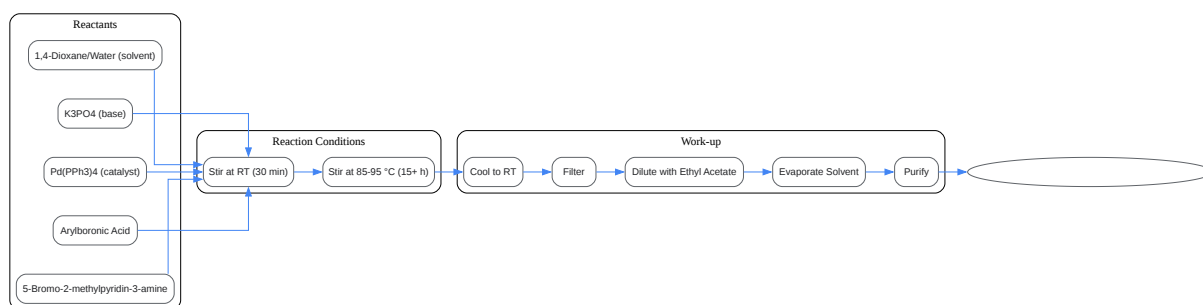 Reactants
1,4-Dioxane/Water (solvent)
K3PO4 (base)
Pd(PPh3)4 (catalyst)
Arylboronic Acid
5-Bromo-2-methylpyridin-3-amine
Reaction Conditions
Stir at RT (30 min)
Stir at 85-95 °C (15+ h)
Work-up
Cool to RT
Filter
Dilute with Ethyl Acetate
Evaporate Solvent
Purify